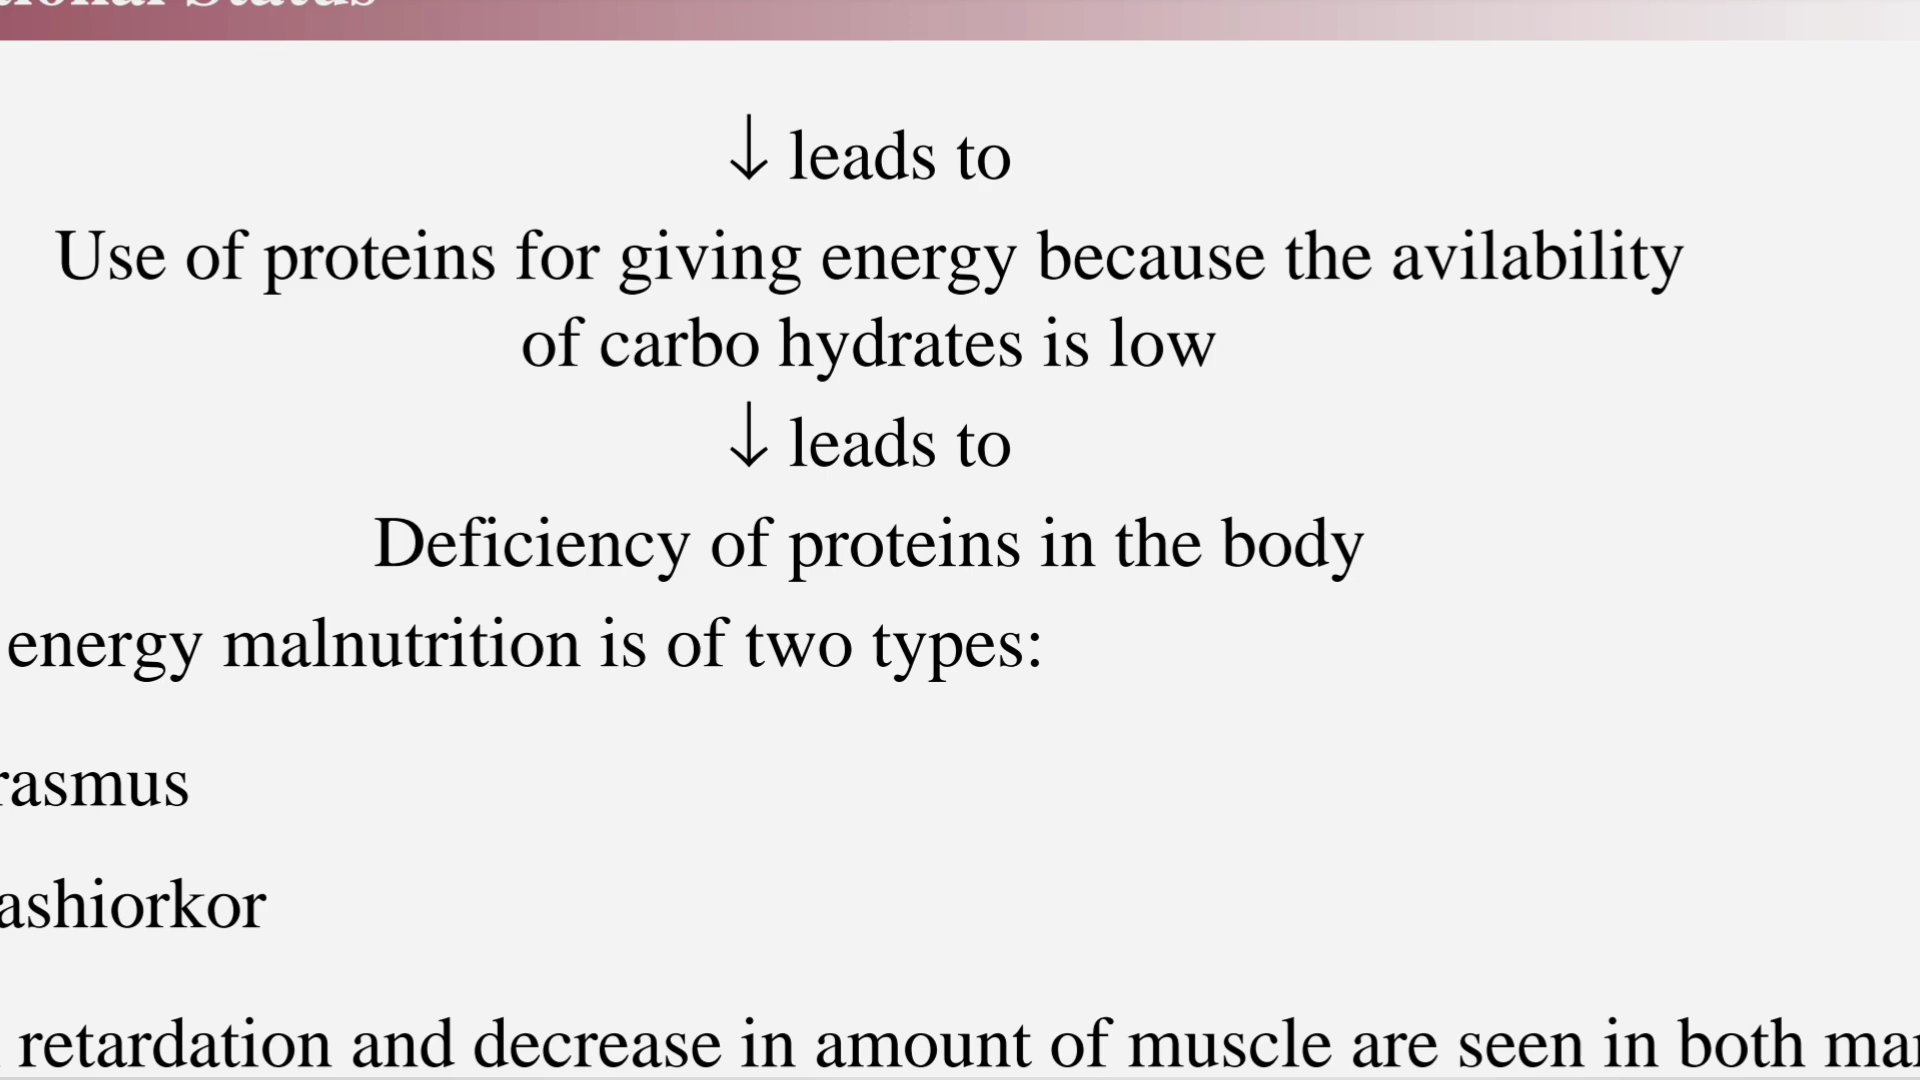 Status
↓ leads to
Use of proteins for giving energy because the avilability
of carbo hydrates is low
↓ leads to
Deficiency of proteins in the body
energy malnutrition is of two types:
rasmus
ashiorkor
retardation and decrease in amount of muscle are seen in both mar